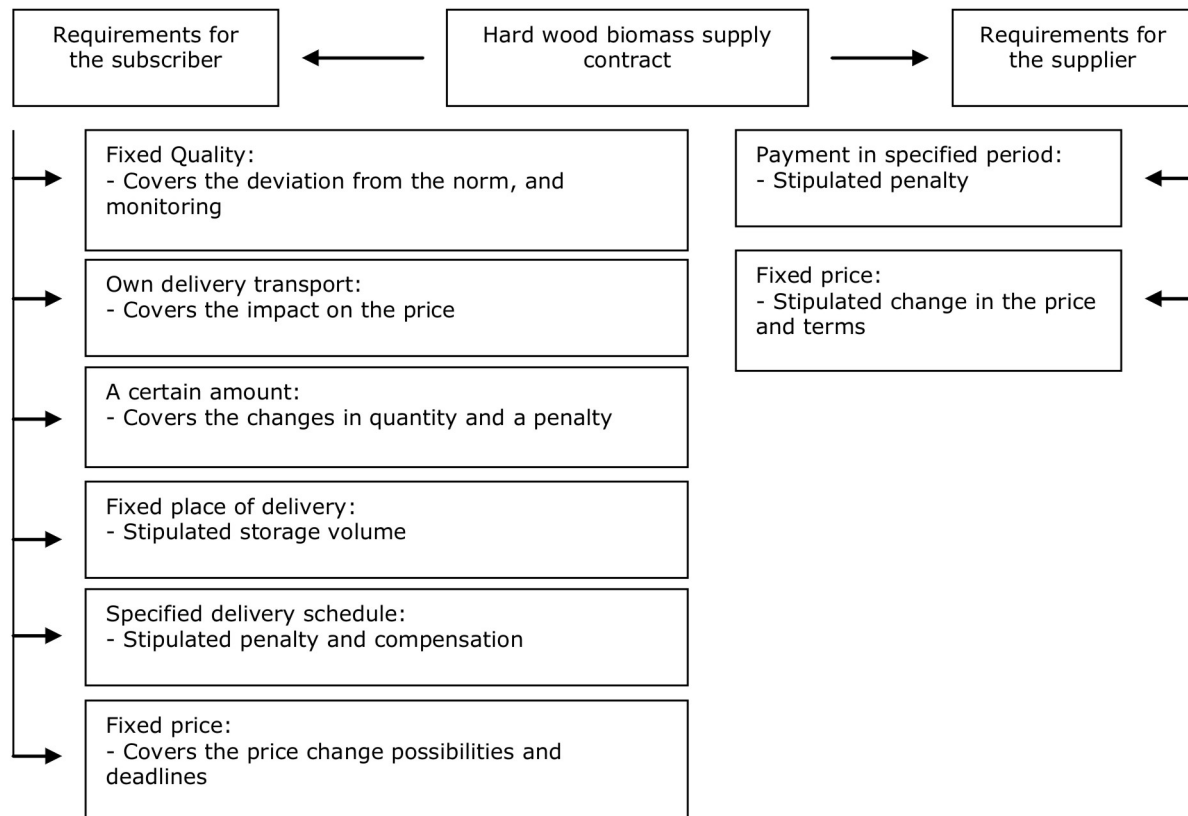 Requirements for
the subscriber
Hard wood biomass supply
contract
Requirements for
the supplier
Fixed Quality:
- Covers the deviation from the norm, and
monitoring
Own delivery transport:
- Covers the impact on the price
A certain amount:
- Covers the changes in quantity and a penalty
Fixed place of delivery:
- Stipulated storage volume
Specified delivery schedule:
- Stipulated penalty and compensation
Fixed price:
- Covers the price change possibilities and
deadlines
Payment in specified period:
- Stipulated penalty
Fixed price:
- Stipulated change in the price
and terms